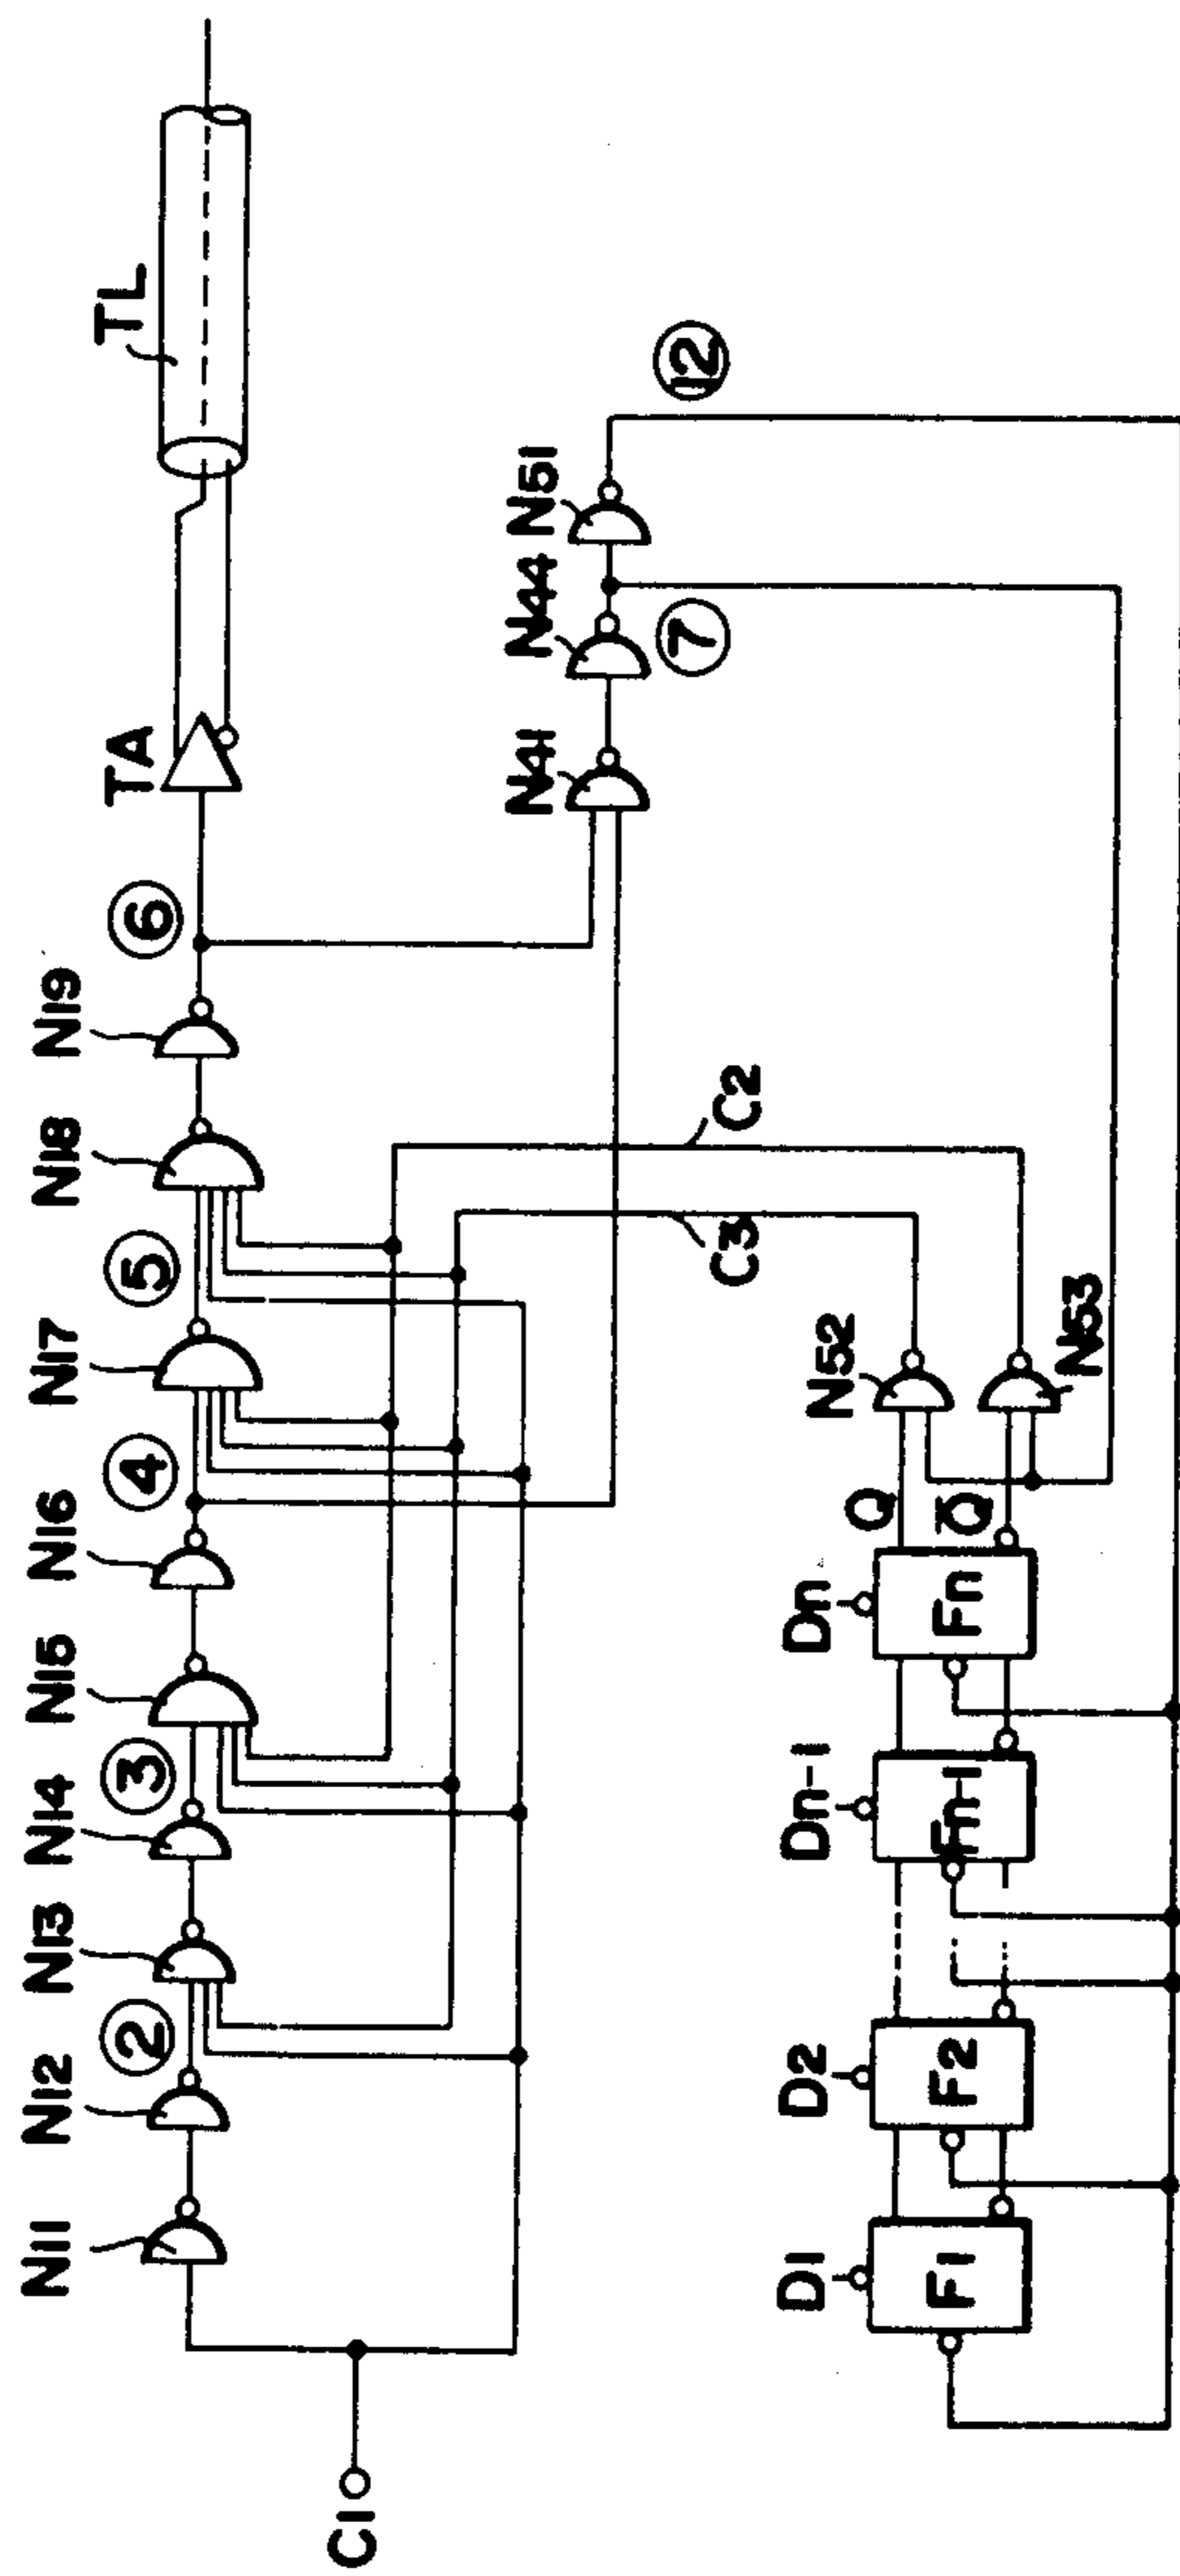 N11 N12 N13 N14 N15 N16 N17 N18 N19 TA TL
② ③ ④ ⑤ ⑥
C1
N41 N44 N51
⑦ ⑫
C3 C2
D1 D2 Dn-1 Dn
F1 F2 Fn-1 Fn
Q
Q̅
N52
N53